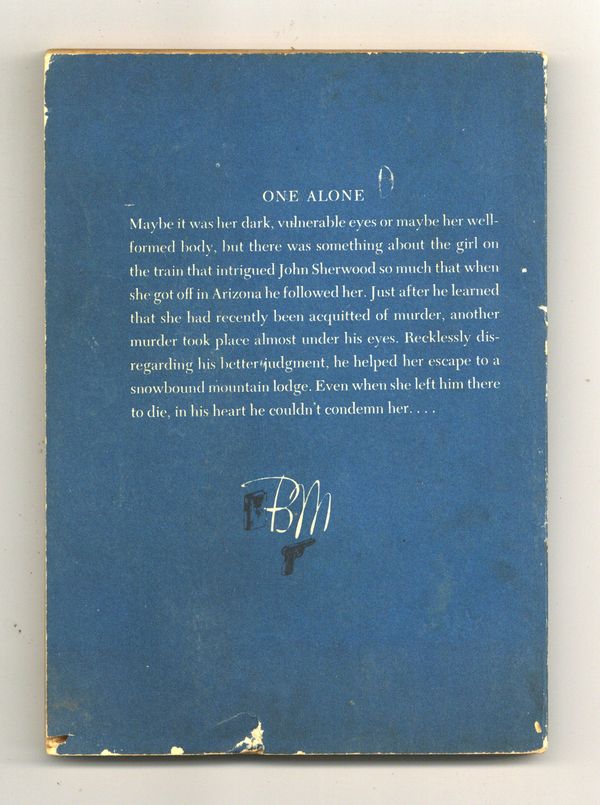 ONE ALONE
Maybe it was her dark, vulnerable eyes or maybe her well-
formed body, but there was something about the girl on
the train that intrigued John Sherwood so much that when
she got off in Arizona he followed her. Just after he learned
that she had recently been acquitted of murder, another
murder took place almost under his eyes. Recklessly dis-
regarding his better judgment, he helped her escape to a
snowbound mountain lodge. Even when she left him there
to die, in his heart he couldn't condemn her. . . .
BM